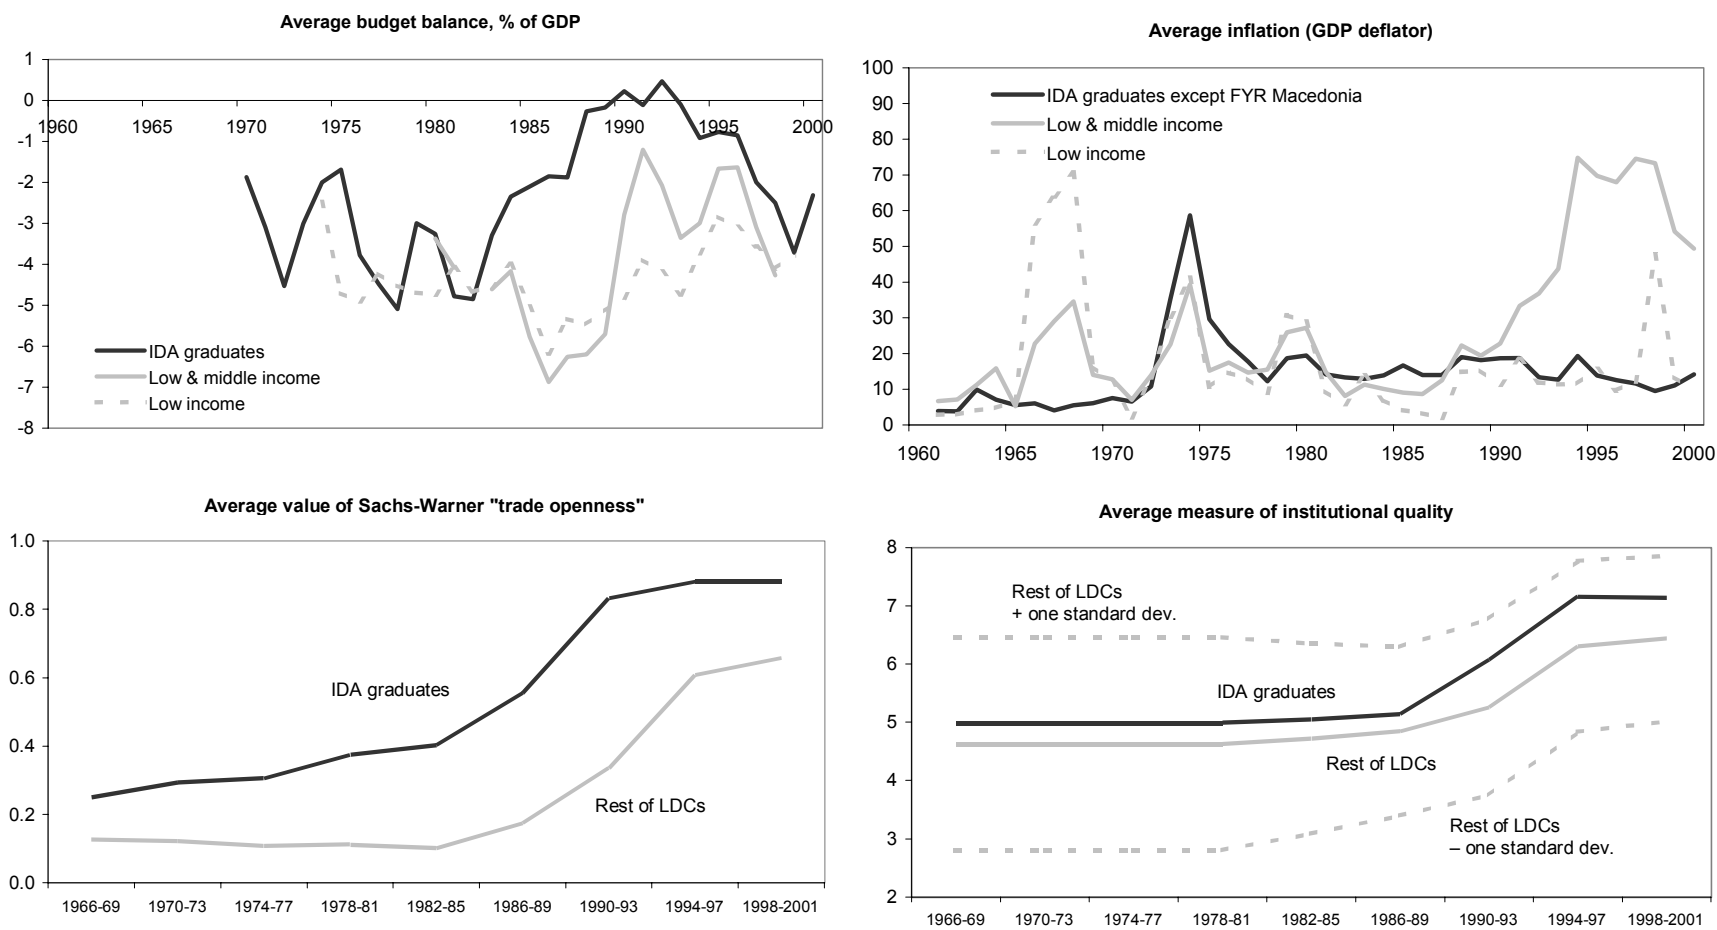 Average budget balance, % of GDP
1
0
-1
-2
-3
-4
-5
-6
-7
-8
1960 1965 1970 1975 1980 1985 1990 1995 2000
IDA graduates
Low & middle income
Low income
Average inflation (GDP deflator)
100
90
80
70
60
50
40
30
20
10
0
1960 1965 1970 1975 1980 1985 1990 1995 2000
IDA graduates except FYR Macedonia
Low & middle income
Low income
Average value of Sachs-Warner "trade openness"
1.0
0.8
0.6
0.4
0.2
0.0
IDA graduates
Rest of LDCs
1966-69 1970-73 1974-77 1978-81 1982-85 1986-89 1990-93 1994-97 1998-2001
Average measure of institutional quality
8
7
6
5
4
3
2
Rest of LDCs
+ one standard dev.
IDA graduates
Rest of LDCs
Rest of LDCs
– one standard dev.
1966-69 1970-73 1974-77 1978-81 1982-85 1986-89 1990-93 1994-97 1998-2001